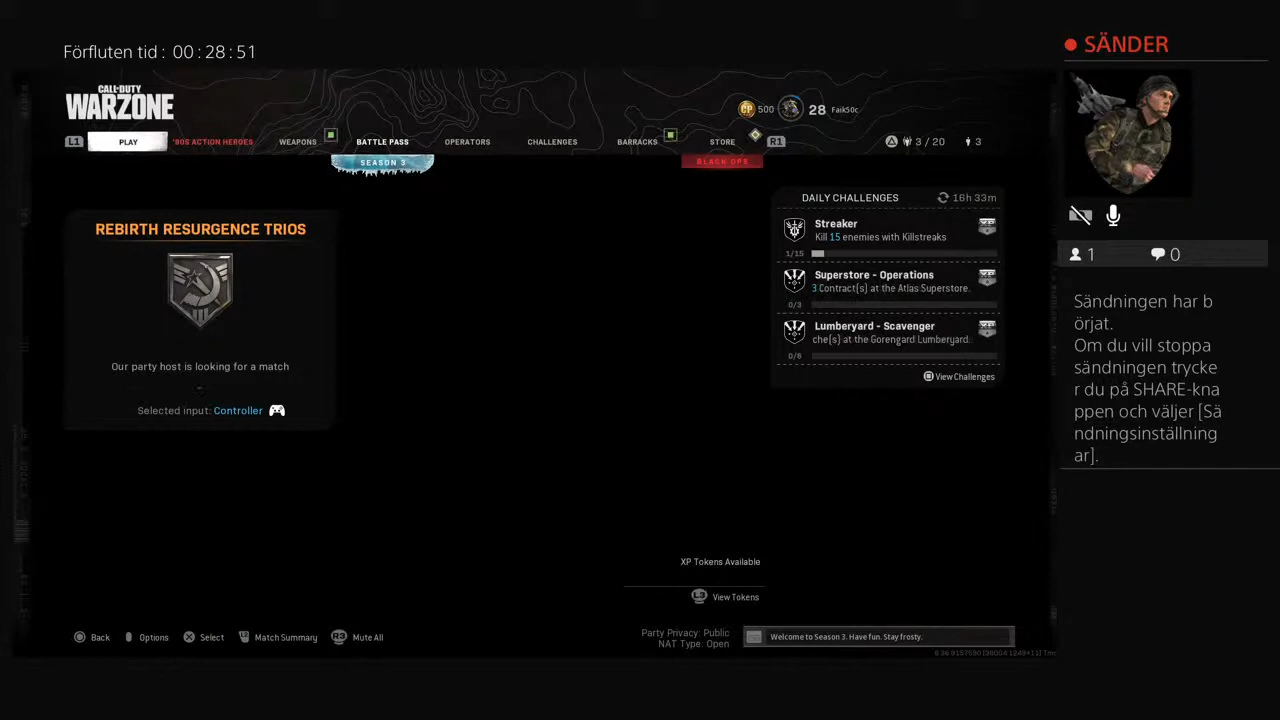 Förfluten tid : 00:28:51
SÄNDER
CALL OF DUTY
WARZONE
CP 500 28 Faik50c
L1 PLAY '80S ACTION HEROES WEAPONS BATTLE PASS OPERATORS CHALLENGES BARRACKS STORE R1 3 / 20 3
SEASON 3 BLACK OPS
REBIRTH RESURGENCE TRIOS
Our party host is looking for a match
Selected input: Controller
DAILY CHALLENGES 16h 33m
Streaker
Kill 15 enemies with Killstreaks
1/15
Superstore - Operations
3 Contract(s) at the Atlas Superstore.
0/3
Lumberyard - Scavenger
che(s) at the Gorengard Lumberyard.
0/8
View Challenges
1 0
Sändningen har b
örjat.
Om du vill stoppa
sändningen trycke
r du på SHARE-kna
ppen och väljer [Sä
ndningsinställning
ar].
XP Tokens Available
L3 View Tokens
Back Options Select L2 Match Summary R3 Mute All
Party Privacy: Public
NAT Type: Open
Welcome to Season 3. Have fun. Stay frosty.